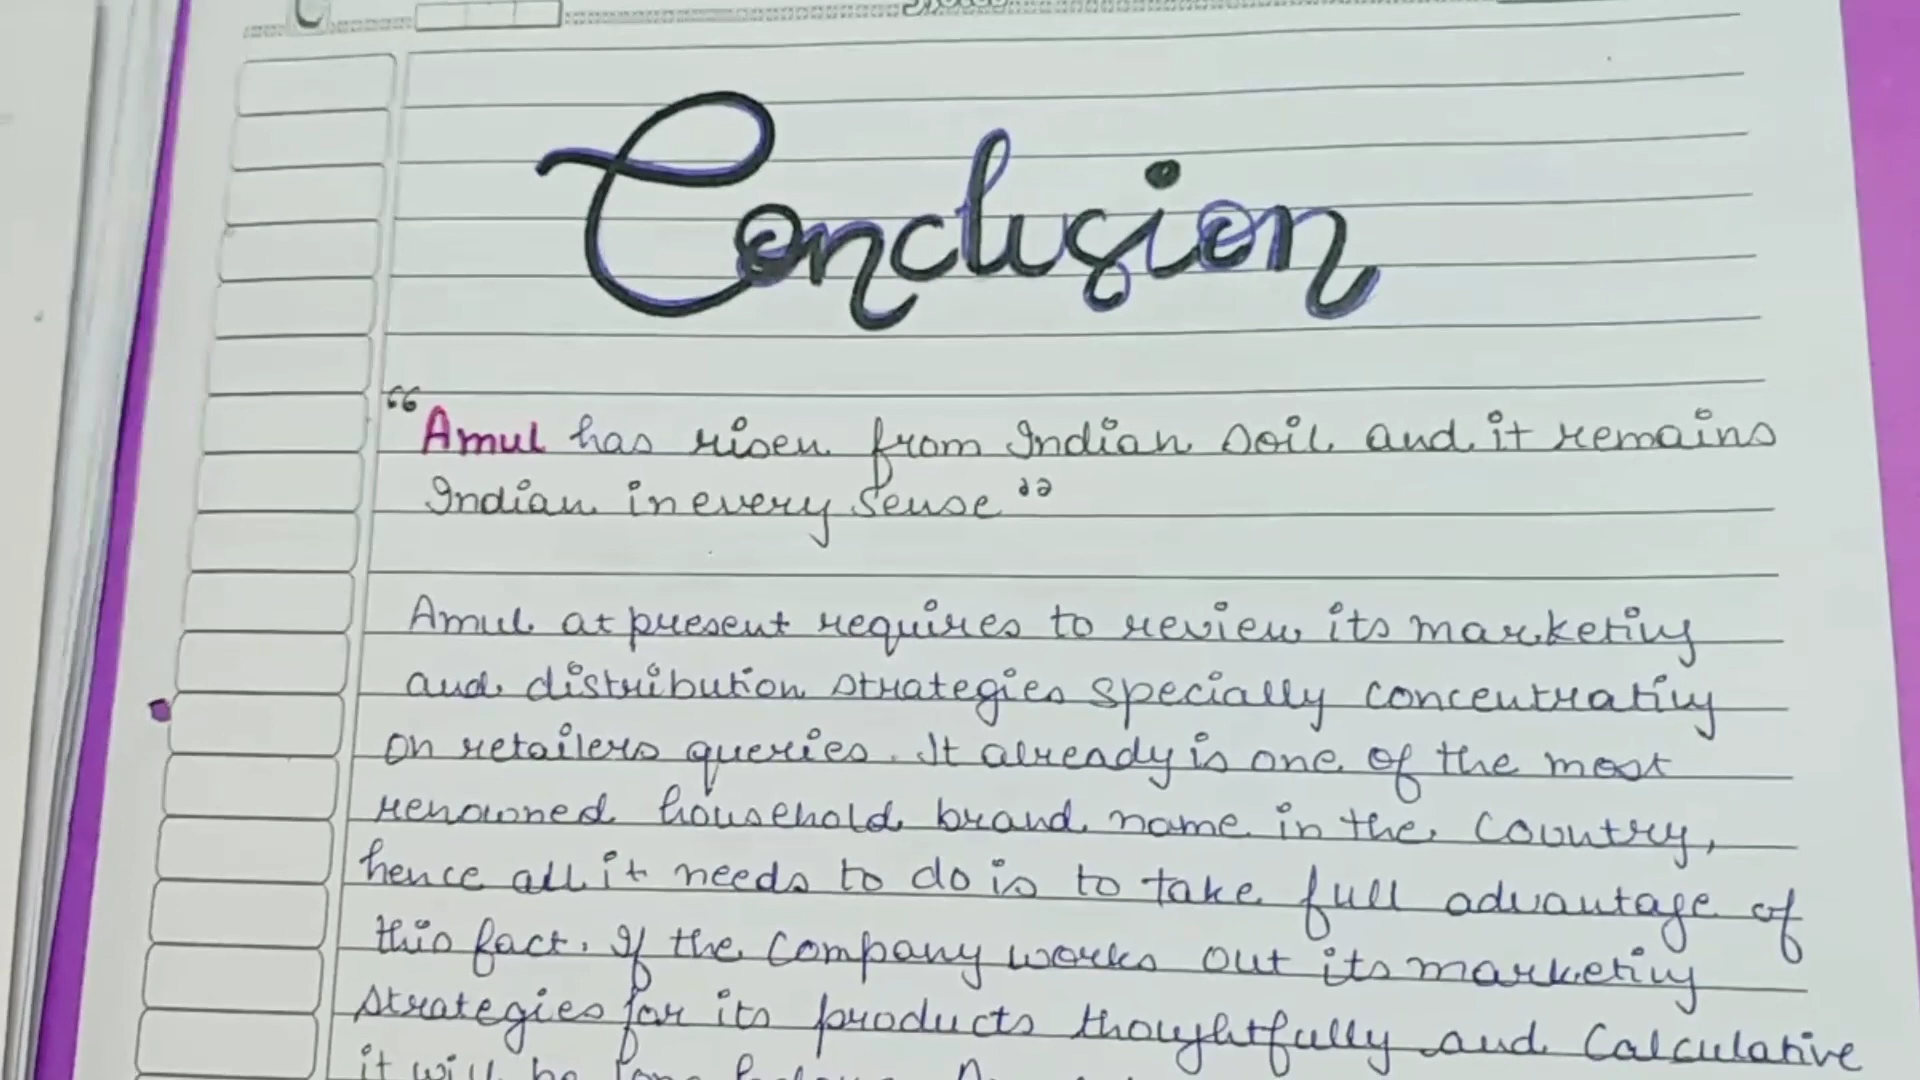 Conclusion
“Amul has risen from Indian soil and it remains
Indian in every sense”
Amul at present requires to review its marketing
and distribution strategies specially concentrating
on retailers queries. It already is one of the most
renowned household brand name in the country,
hence all it needs to do is to take full advantage of
this fact. If the company works out its marketing
strategies for its products thoughtfully and Calculative
it will be